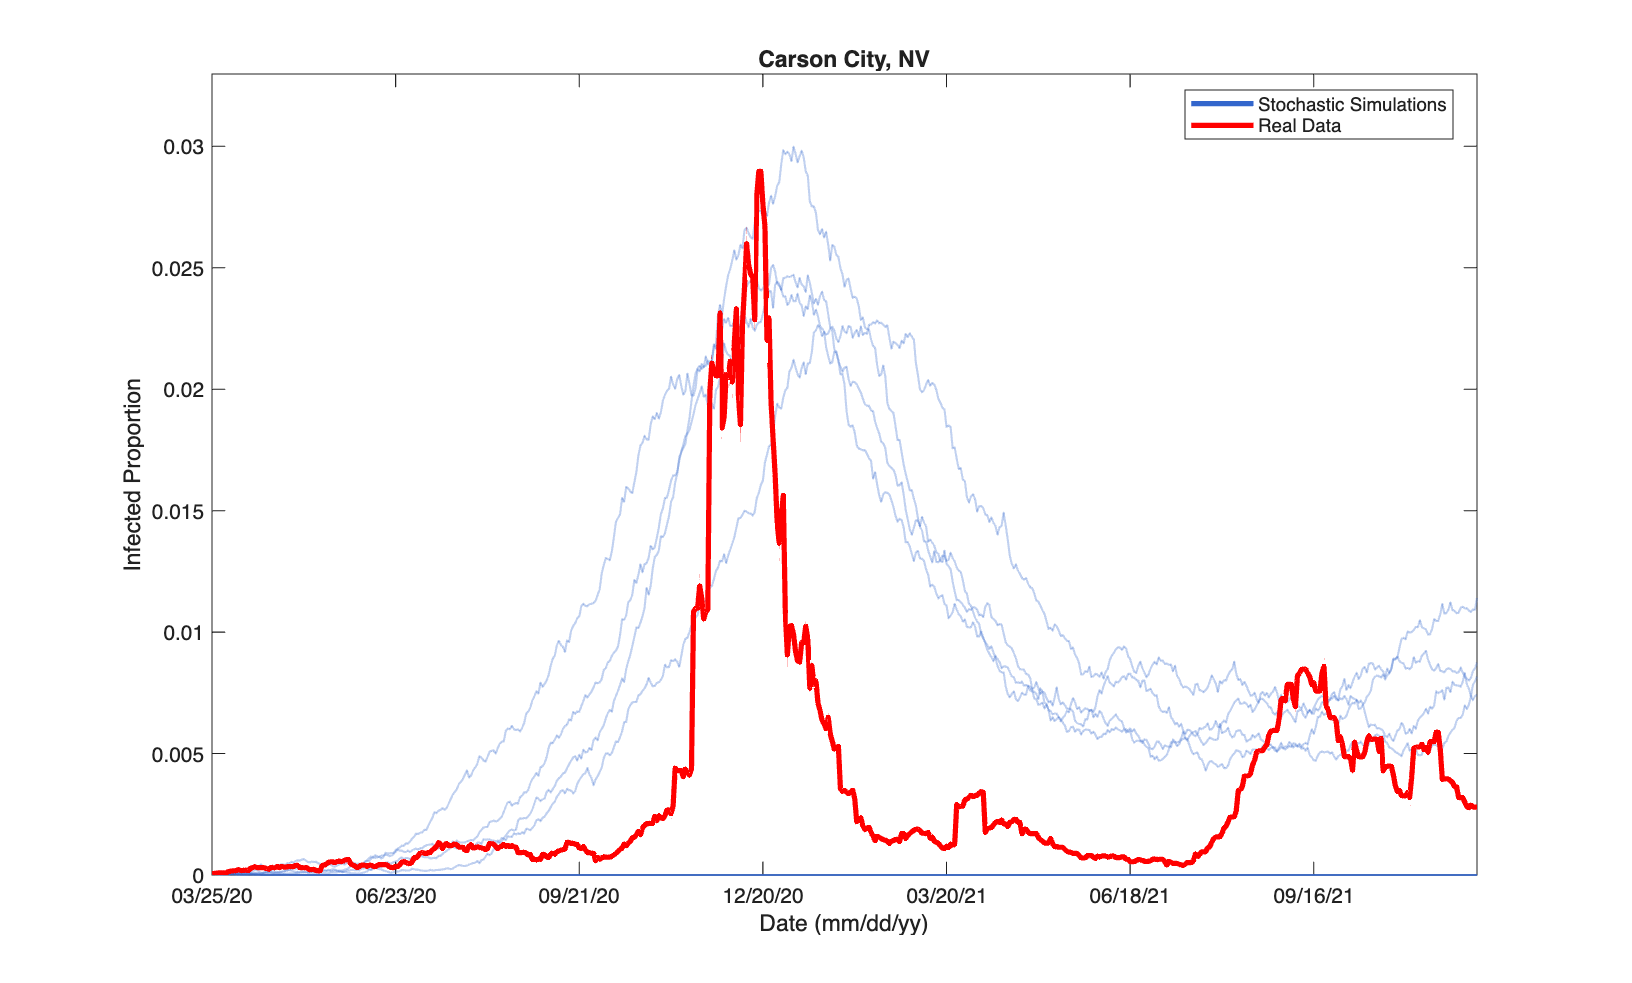 Carson City, NV
Stochastic Simulations
Real Data
0.03
0.025
0.02
0.015
0.01
0.005
0
Infected Proportion
03/25/20 06/23/20 09/21/20 12/20/20 03/20/21 06/18/21 09/16/21
Date (mm/dd/yy)